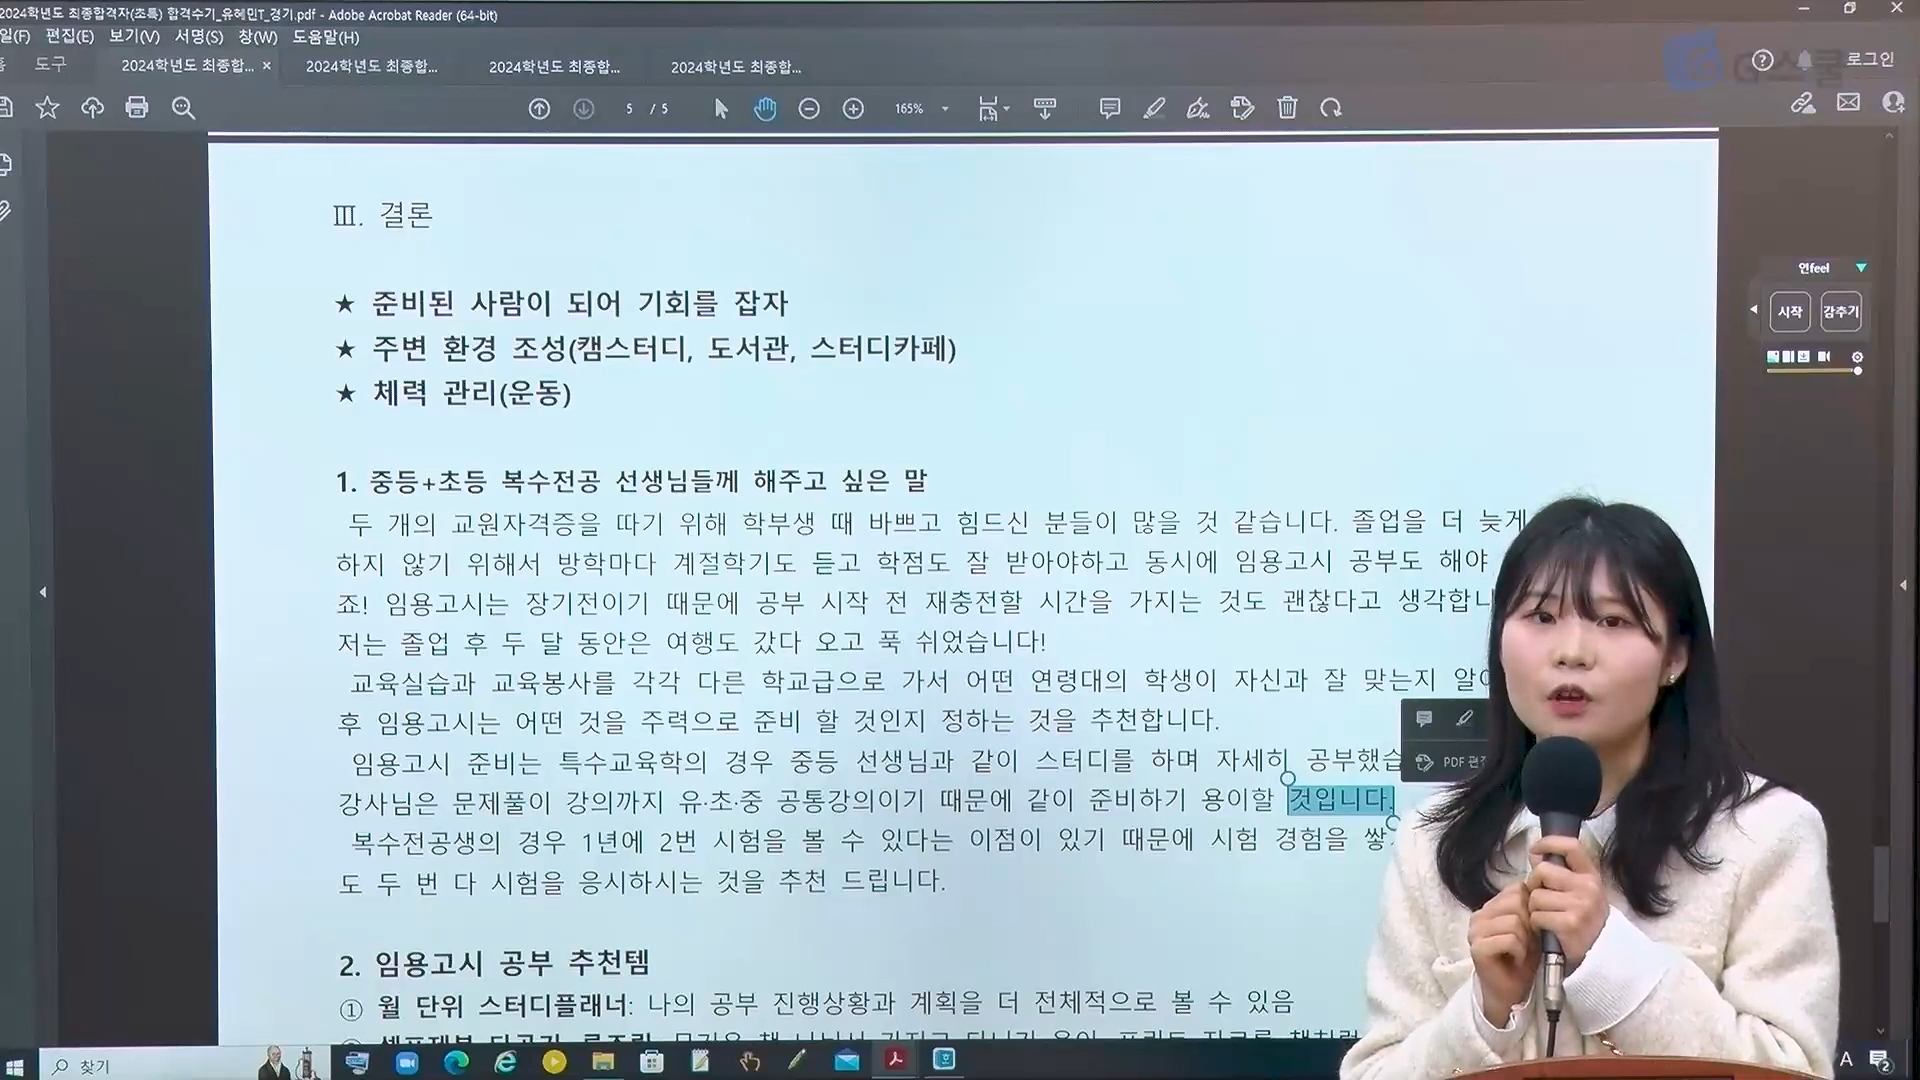 2024학년도 최종합격자(초특) 합격수기_유혜민T_경기.pdf - Adobe Acrobat Reader (64-bit)
일(F) 편집(E) 보기(V) 서명(S) 창(W) 도움말(H)
홈 도구 2024학년도 최종합... × 2024학년도 최종합... 2024학년도 최종합... 2024학년도 최종합... G스쿨 로그인
5 / 5 165%
Ⅲ. 결론
★ 준비된 사람이 되어 기회를 잡자
★ 주변 환경 조성(캠스터디, 도서관, 스터디카페)
★ 체력 관리(운동)
인feel
시작 감추기
1. 중등+초등 복수전공 선생님들께 해주고 싶은 말
두 개의 교원자격증을 따기 위해 학부생 때 바쁘고 힘드신 분들이 많을 것 같습니다. 졸업을 더 늦게
하지 않기 위해서 방학마다 계절학기도 듣고 학점도 잘 받아야하고 동시에 임용고시 공부도 해야
죠! 임용고시는 장기전이기 때문에 공부 시작 전 재충전할 시간을 가지는 것도 괜찮다고
저는 졸업 후 두 달 동안은 여행도 갔다 오고 푹 쉬었습니다!
교육실습과 교육봉사를 각각 다른 학교급으로 가서 어떤 연령대의 학생이 자신과 잘 맞는지
후 임용고시는 어떤 것을 주력으로 준비 할 것인지 정하는 것을 추천합니다.
임용고시 준비는 특수교육학의 경우 중등 선생님과 같이 스터디를 하며 자세히
PDF
강사님은 문제풀이 강의까지 유·초·중 공통강의이기 때문에 같이 준비하기 용이할 것입니다.
복수전공생의 경우 1년에 2번 시험을 볼 수 있다는 이점이 있기 때문에 시험 경험을
도 두 번 다 시험을 응시하시는 것을 추천 드립니다.
2. 임용고시 공부 추천템
① 월 단위 스터디플래너: 나의 공부 진행상황과 계획을 더 전체적으로 볼 수 있음
찾기 A 2